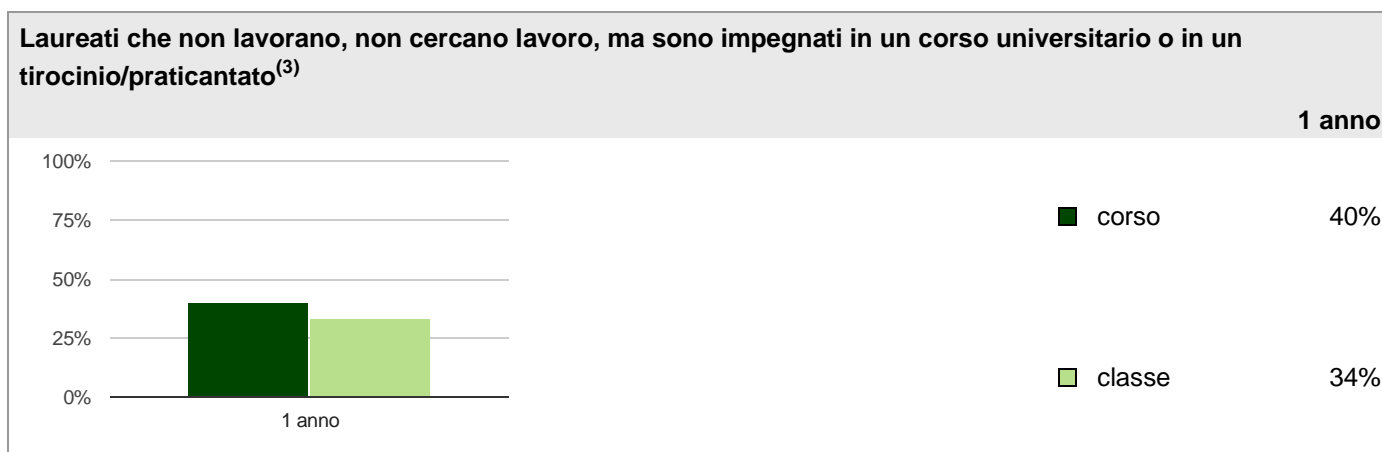 Laureati che non lavorano, non cercano lavoro, ma sono impegnati in un corso universitario o in un
tirocinio/praticantato(3)
1 anno
100%
75%
50%
25%
0%
1 anno
corso 40%
classe 34%